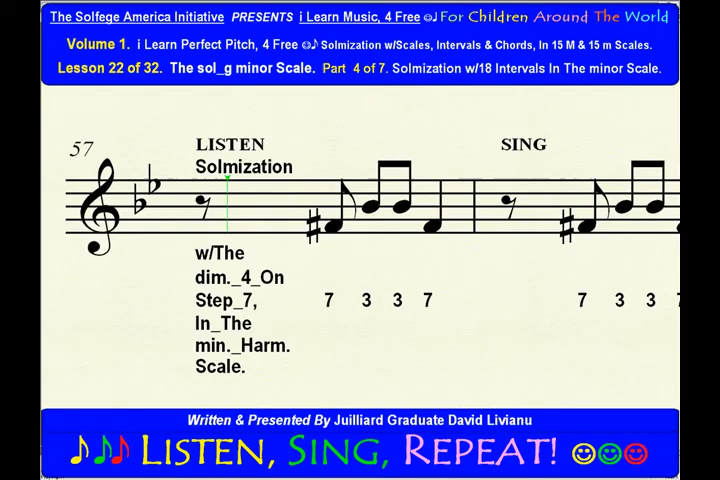 The Solfege America Initiative PRESENTS i Learn Music, 4 Free ☺♪ For Children Around The World
Volume 1. i Learn Perfect Pitch, 4 Free ☺♪ Solmization w/Scales, Intervals & Chords, In 15 M & 15 m Scales.
Lesson 22 of 32. The sol_g minor Scale. Part 4 of 7. Solmization w/18 Intervals In The minor Scale.
57
LISTEN SING
Solmization
w/The
dim._4_On
Step_7, 7 3 3 7 7 3 3 7
In_The
min._Harm.
Scale.
Written & Presented By Juilliard Graduate David Livianu
LISTEN, SING, REPEAT!